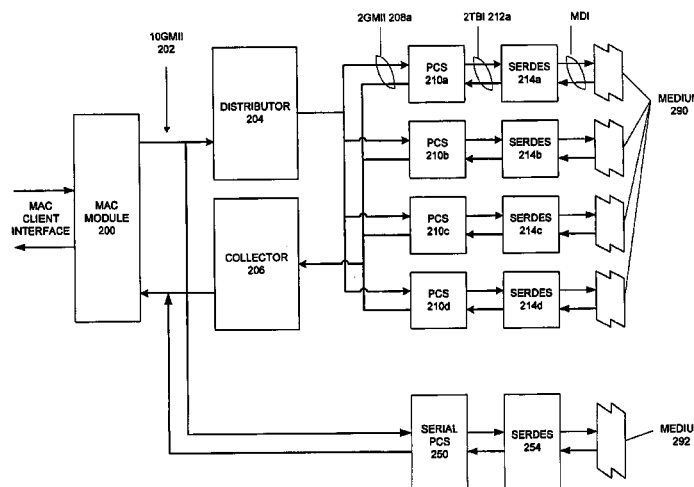 10GMII
202
2GMII 208a
2TBI 212a
MDI
DISTRIBUTOR
204
PCS
210a
SERDES
214a
MEDIUM
290
PCS
210b
SERDES
214b
MAC
MODULE
200
MAC
CLIENT
INTERFACE
COLLECTOR
206
PCS
210c
SERDES
214c
PCS
210d
SERDES
214d
SERIAL
PCS
250
SERDES
254
MEDIU
292